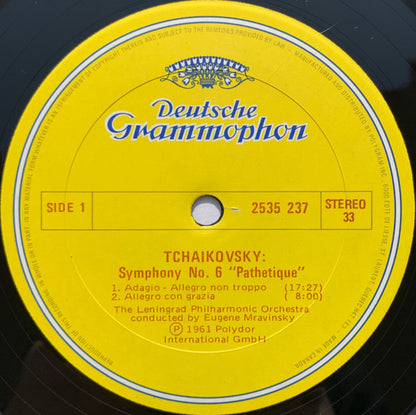 Deutsche
Grammophon
SIDE 1
2535 237
STEREO
33
TCHAIKOVSKY:
Symphony No. 6 "Pathetique"
1. Adagio - Allegro non troppo (17:27)
2. Allegro con grazia ( 8:00)
The Leningrad Philharmonic Orchestra
conducted by Eugene Mravinsky
Ⓟ 1961 Polydor
International GmbH
MADE IN CANADA